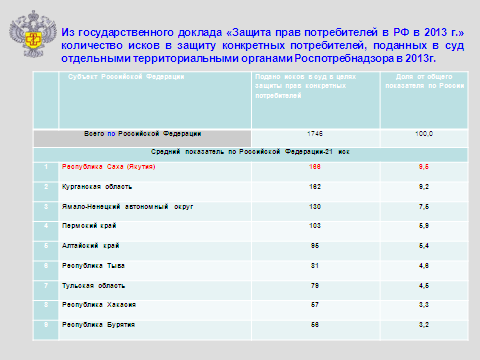 Из государственного доклада «Защита прав потребителей в РФ в 2013 г.»
количество исков в защиту конкретных потребителей, поданных в суд
отдельными территориальными органами Роспотребнадзора в 2013г.
Субъект Российской Федерации Подано исков в суд в целях защиты прав конкретных потребителей Доля от общего показателя по России
Всего по Российской Федерации 1746 100,0
Средний показатель по Российской Федерации-21 иск
1 Республика Саха (Якутия) 166 9,5
2 Курганская область 162 9,2
3 Ямало-Ненецкий автономный округ 130 7,5
4 Пермский край 103 5,9
5 Алтайский край 95 5,4
6 Республика Тыва 81 4,6
7 Тульская область 79 4,5
8 Республика Хакасия 57 3,3
9 Республика Бурятия 56 3,2